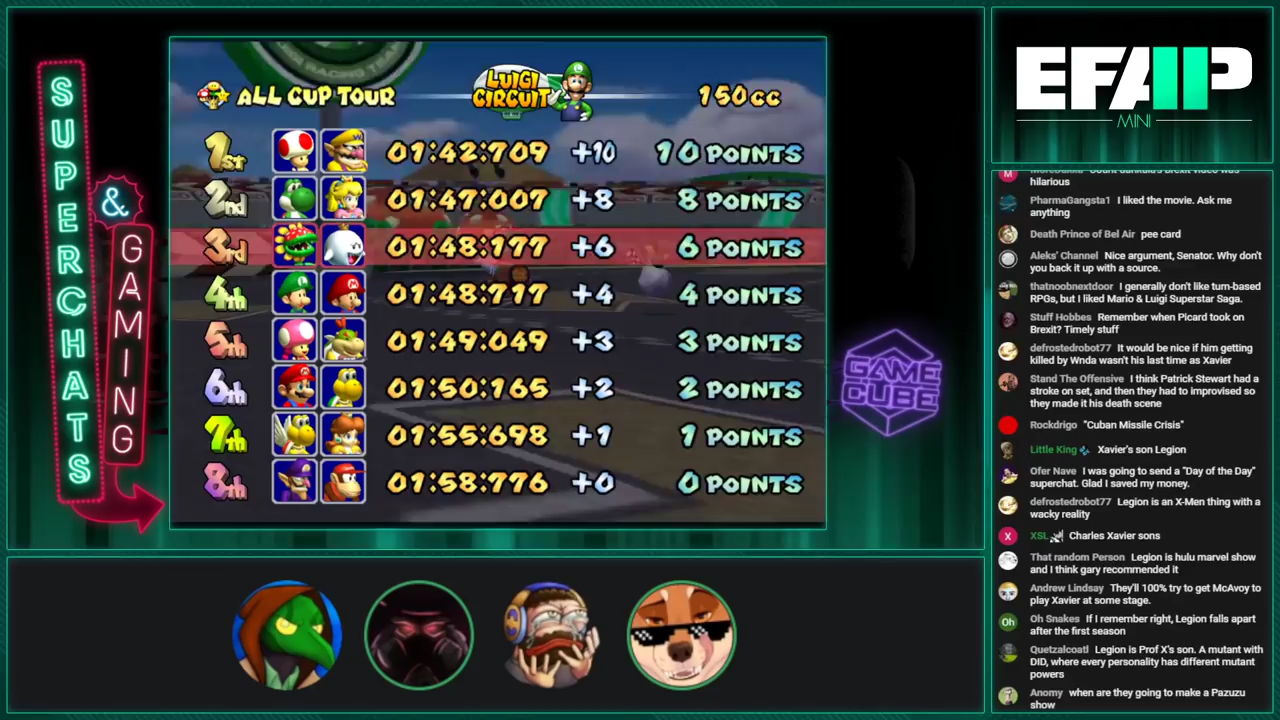 SUPERCHATS
&
GAMING
ALL CUP TOUR
LUIGI
CIRCUIT
150cc
1st 01:42:709 +10 10 POINTS
2nd 01:47:007 +8 8 POINTS
3rd 01:48:177 +6 6 POINTS
4th 01:48:717 +4 4 POINTS
5th 01:49:049 +3 3 POINTS
6th 01:50:165 +2 2 POINTS
7th 01:55:698 +1 1 POINTS
8th 01:58:776 +0 0 POINTS
GAME
CUBE
EFAP
MINI
hilarious
PharmaGangsta1 I liked the movie. Ask me
anything
Death Prince of Bel Air pee card
Aleks' Channel Nice argument, Senator. Why don't
you back it up with a source.
thatnoobnextdoor I generally don't like turn-based
RPGs, but I liked Mario & Luigi Superstar Saga.
Stuff Hobbes Remember when Picard took on
Brexit? Timely stuff
defrostedrobot77 It would be nice if him getting
killed by Wnda wasn't his last time as Xavier
Stand The Offensive I think Patrick Stewart had a
stroke on set, and then they had to improvised so
they made it his death scene
Rockdrigo "Cuban Missile Crisis"
Little King Xavier's son Legion
Ofer Nave I was going to send a "Day of the Day"
superchat. Glad I saved my money.
defrostedrobot77 Legion is an X-Men thing with a
wacky reality
X XSL Charles Xavier sons
That random Person Legion is hulu marvel show
and I think gary recommended it
Andrew Lindsay They'll 100% try to get McAvoy to
play Xavier at some stage.
Oh Oh Snakes If I remember right, Legion falls apart
after the first season
Quetzalcoatl Legion is Prof X's son. A mutant with
DID, where every personality has different mutant
powers
Anomy when are they going to make a Pazuzu
show